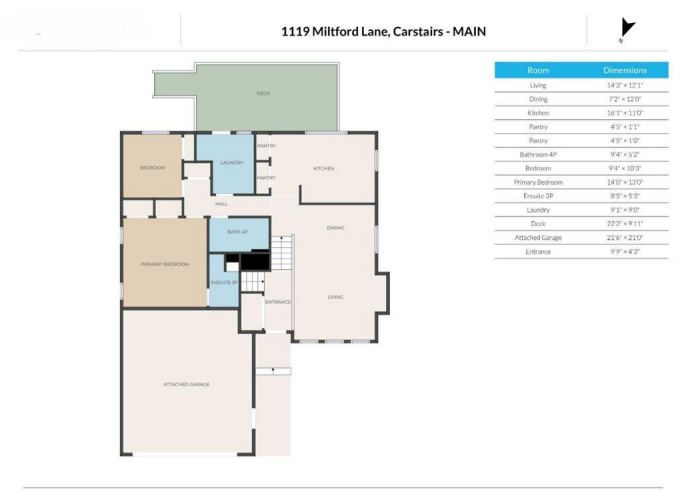 1119 Miltford Lane, Carstairs - MAIN
N
Room Dimensions
Living 14'3" × 12'1"
Dining 7'2" × 12'0"
Kitchen 16'1" × 11'0"
Pantry 4'5" × 1'1"
Pantry 4'5" × 1'0"
Bathroom 4P 9'4" × 5'2"
Bedroom 9'4" × 10'3"
Primary Bedroom 14'0" × 13'0"
Ensuite 3P 8'5" × 5'3"
Laundry 9'1" × 9'0"
Deck 22'2" × 9'11"
Attached Garage 21'6" × 21'0"
Entrance 9'9" × 4'3"
DECK
PANTRY
LAUNDRY
BEDROOM
KITCHEN
PANTRY
HALL
DINING
BATH 4P
PRIMARY BEDROOM
ENSUITE 3P
LIVING
ENTRANCE
ATTACHED GARAGE